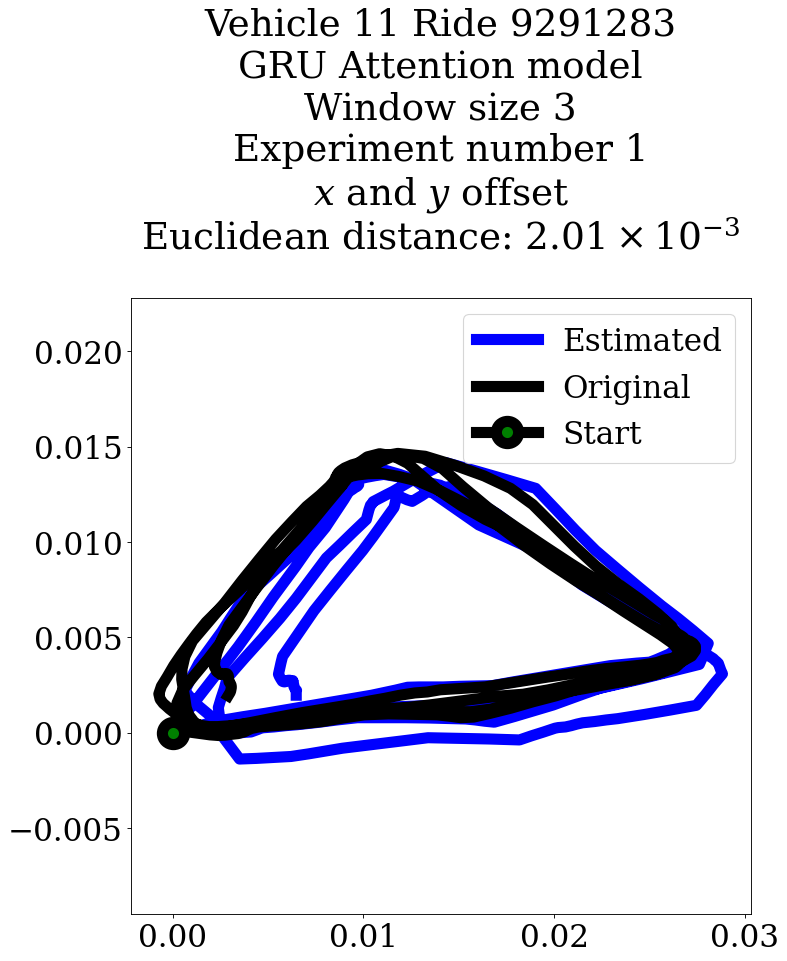 Vehicle 11 Ride 9291283
GRU Attention model
Window size 3
Experiment number 1
x and y offset
Euclidean distance: 2.01 × 10⁻³
Estimated
Original
Start
0.020
0.015
0.010
0.005
0.000
−0.005
0.00 0.01 0.02 0.03